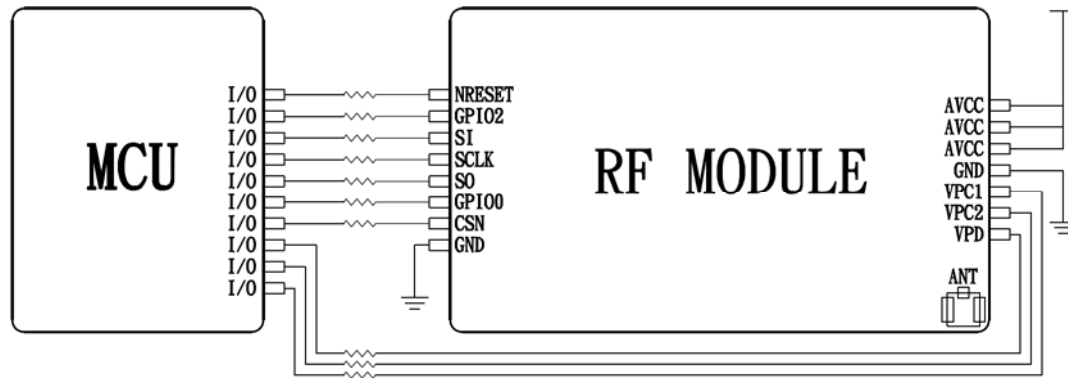 MCU
I/O
I/O
I/O
I/O
I/O
I/O
I/O
I/O
I/O
I/O
RF MODULE
NRESET
GPIO2
SI
SCLK
SO
GPIO0
CSN
GND
AVCC
AVCC
AVCC
GND
VPC1
VPC2
VPD
ANT